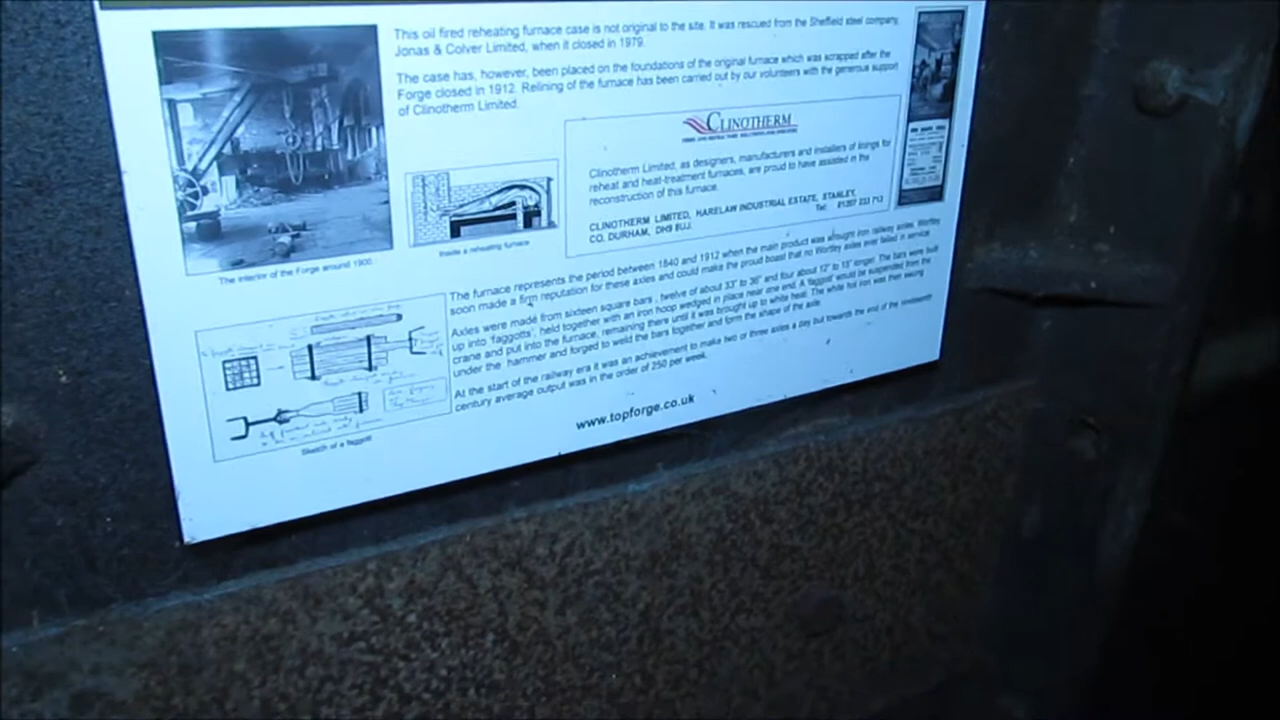 This oil fired reheating furnace case is not original to the site. It was rescued from the Sheffield steel company,
Jonas & Colver Limited, when it closed in 1979.
The case has, however, been placed on the foundations of the original furnace which was scrapped after the
Forge closed in 1912. Relining of the furnace has been carried out by our volunteers with the generous support
of Clinotherm Limited.
CLINOTHERM
Clinotherm Limited, as designers, manufacturers and installers of linings for
reheat and heat-treatment furnaces, are proud to have assisted in the
reconstruction of this furnace.
CLINOTHERM LIMITED, HARELAW INDUSTRIAL ESTATE, STANLEY,
CO. DURHAM, DH9 8UJ. Tel: 01207 233 713
The interior of the Forge around 1900.
Inside a reheating furnace
The furnace represents the period between 1840 and 1912 when the main product was wrought iron railway axles. Wortley
soon made a firm reputation for these axles and could make the proud boast that no Wortley axles ever failed in service.
Axles were made from sixteen square bars, twelve of about 33" to 36" and four about 12" to 15" longer. The bars were built
up into 'faggotts', held together with an iron hoop wedged in place near one end. A 'faggott' would be suspended from the
crane and put into the furnace, remaining there until it was brought up to white heat. The white hot iron was then swung
under the hammer and forged to weld the bars together and form the shape of the axle.
At the start of the railway era it was an achievement to make two or three axles a day but towards the end of the nineteenth
century average output was in the order of 250 per week.
Sketch of a faggott
www.topforge.co.uk